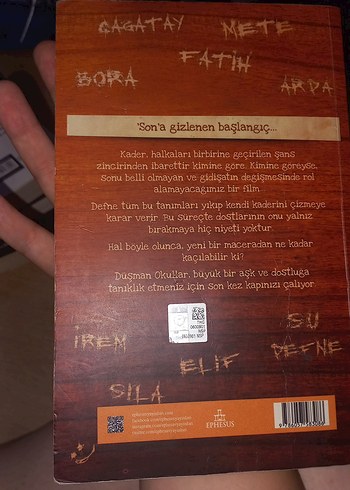 ÇAĞATAY METE
FATİH
BORA
ARDA
'Son'a gizlenen başlangıç...
Kader, halkaları birbirine geçirilen şans
zincirinden ibarettir kimine göre. Kimine göreyse,
sonu belli olmayan ve gidişatın değişmesinde rol
alamayacağımız bir film.
Defne, tüm bu tanımları yıkıp kendi kaderini çizmeye
karar verir. Bu süreçte dostlarının onu yalnız
bırakmaya hiç niyeti yoktur.
Hal böyle olunca, yeni bir maceradan ne kadar
kaçılabilir ki?
Düşman Okullar, büyük bir aşk ve dostluğa
tanıklık etmeniz için son kez kapınızı çalıyor.
SU
İREM
DEFNE
ELİF
SILA
EPHESUS